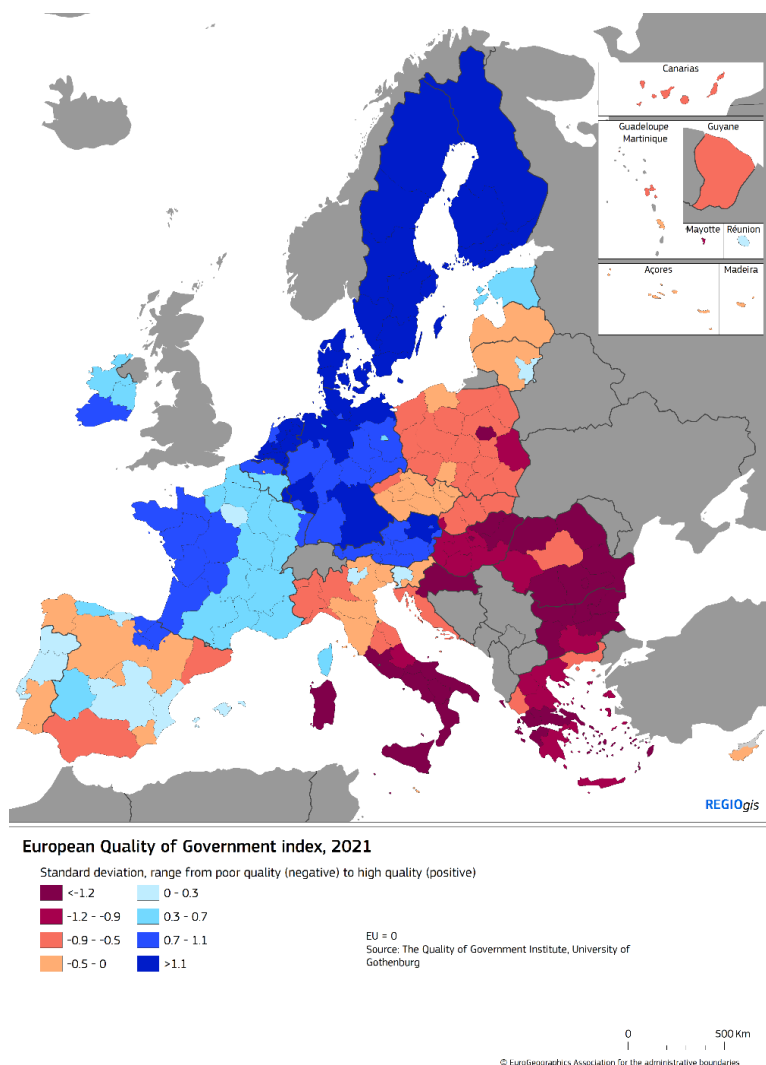 Canarias
Guadeloupe
Martinique
Guyane
Mayotte
Réunion
Açores
Madeira
REGIOgis
European Quality of Government index, 2021
Standard deviation, range from poor quality (negative) to high quality (positive)
<-1.2
-1.2 - -0.9
-0.9 - -0.5
-0.5 - 0
0 - 0.3
0.3 - 0.7
0.7 - 1.1
>1.1
EU = 0
Source: The Quality of Government Institute, University of
Gothenburg
0 500 Km
© EuroGeographics Association for the administrative boundaries